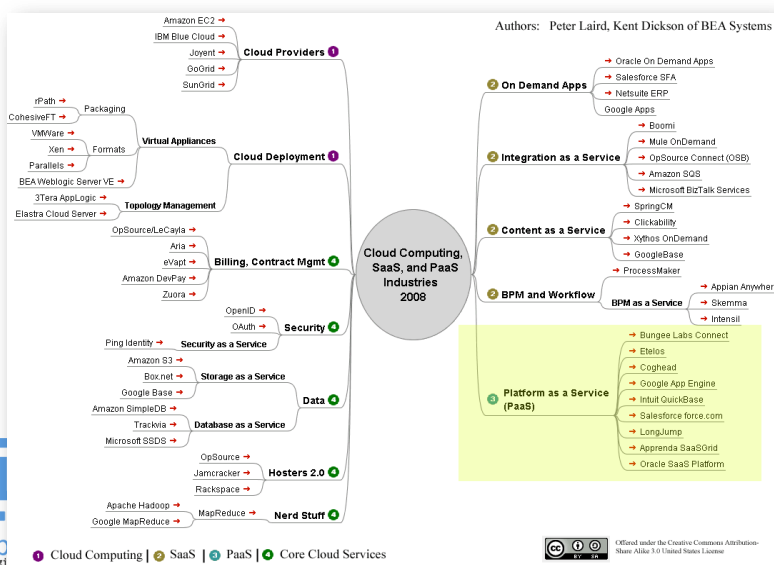 Authors: Peter Laird, Kent Dickson of BEA Systems
Amazon EC2
IBM Blue Cloud
Joyent
GoGrid
SunGrid
Cloud Providers 1
rPath
CohesiveFT
Packaging
VMWare
Xen
Parallels
Formats
BEA Weblogic Server VE
Virtual Appliances
3Tera AppLogic
Elastra Cloud Server
Topology Management
Cloud Deployment 1
OpSource/LeCayla
Aria
eVapt
Amazon DevPay
Zuora
Billing, Contract Mgmt 4
OpenID
OAuth
Ping Identity
Security as a Service
Security 4
Amazon S3
Box.net
Google Base
Storage as a Service
Amazon SimpleDB
Trackvia
Microsoft SSDS
Database as a Service
Data 4
OpSource
Jamcracker
Rackspace
Hosters 2.0 4
Apache Hadoop
Google MapReduce
MapReduce
Nerd Stuff 4
Cloud Computing,
SaaS, and PaaS
Industries
2008
2 On Demand Apps
Oracle On Demand Apps
Salesforce SFA
Netsuite ERP
Google Apps
2 Integration as a Service
Boomi
Mule OnDemand
OpSource Connect (OSB)
Amazon SQS
Microsoft BizTalk Services
2 Content as a Service
SpringCM
Clickability
Xythos OnDemand
GoogleBase
2 BPM and Workflow
ProcessMaker
BPM as a Service
Appian Anywher
Skemma
Intensil
3 Platform as a Service
(PaaS)
Bungee Labs Connect
Etelos
Coghead
Google App Engine
Intuit QuickBase
Salesforce force.com
LongJump
Apprenda SaaSGrid
Oracle SaaS Platform
1 Cloud Computing | 2 SaaS | 3 PaaS | 4 Core Cloud Services
cc BY SA
Offered under the Creative Commons Attribution-
Share Alike 3.0 United States License